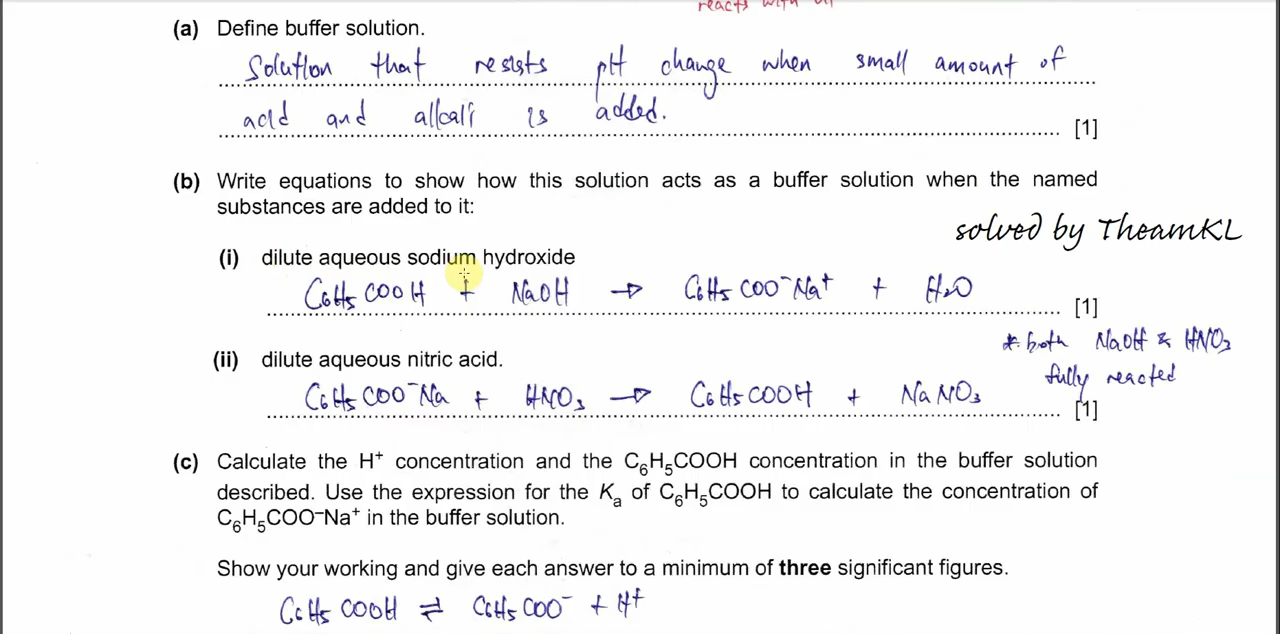 reacts with
(a) Define buffer solution.
Solution that resists pH change when small amount of
acid and alkali is added.
[1]
(b) Write equations to show how this solution acts as a buffer solution when the named
substances are added to it:
solved by TheamKL
(i) dilute aqueous sodium hydroxide
C6H5COOH + NaOH → C6H5COO⁻Na⁺ + H2O
[1]
* both NaOH & HNO3
fully reacted
(ii) dilute aqueous nitric acid.
C6H5COO⁻Na + HNO3 → C6H5COOH + NaNO3
[1]
(c) Calculate the H⁺ concentration and the C₆H₅COOH concentration in the buffer solution
described. Use the expression for the Kₐ of C₆H₅COOH to calculate the concentration of
C₆H₅COO⁻Na⁺ in the buffer solution.
Show your working and give each answer to a minimum of three significant figures.
C6H5COOH ⇌ C6H5COO⁻ + H⁺